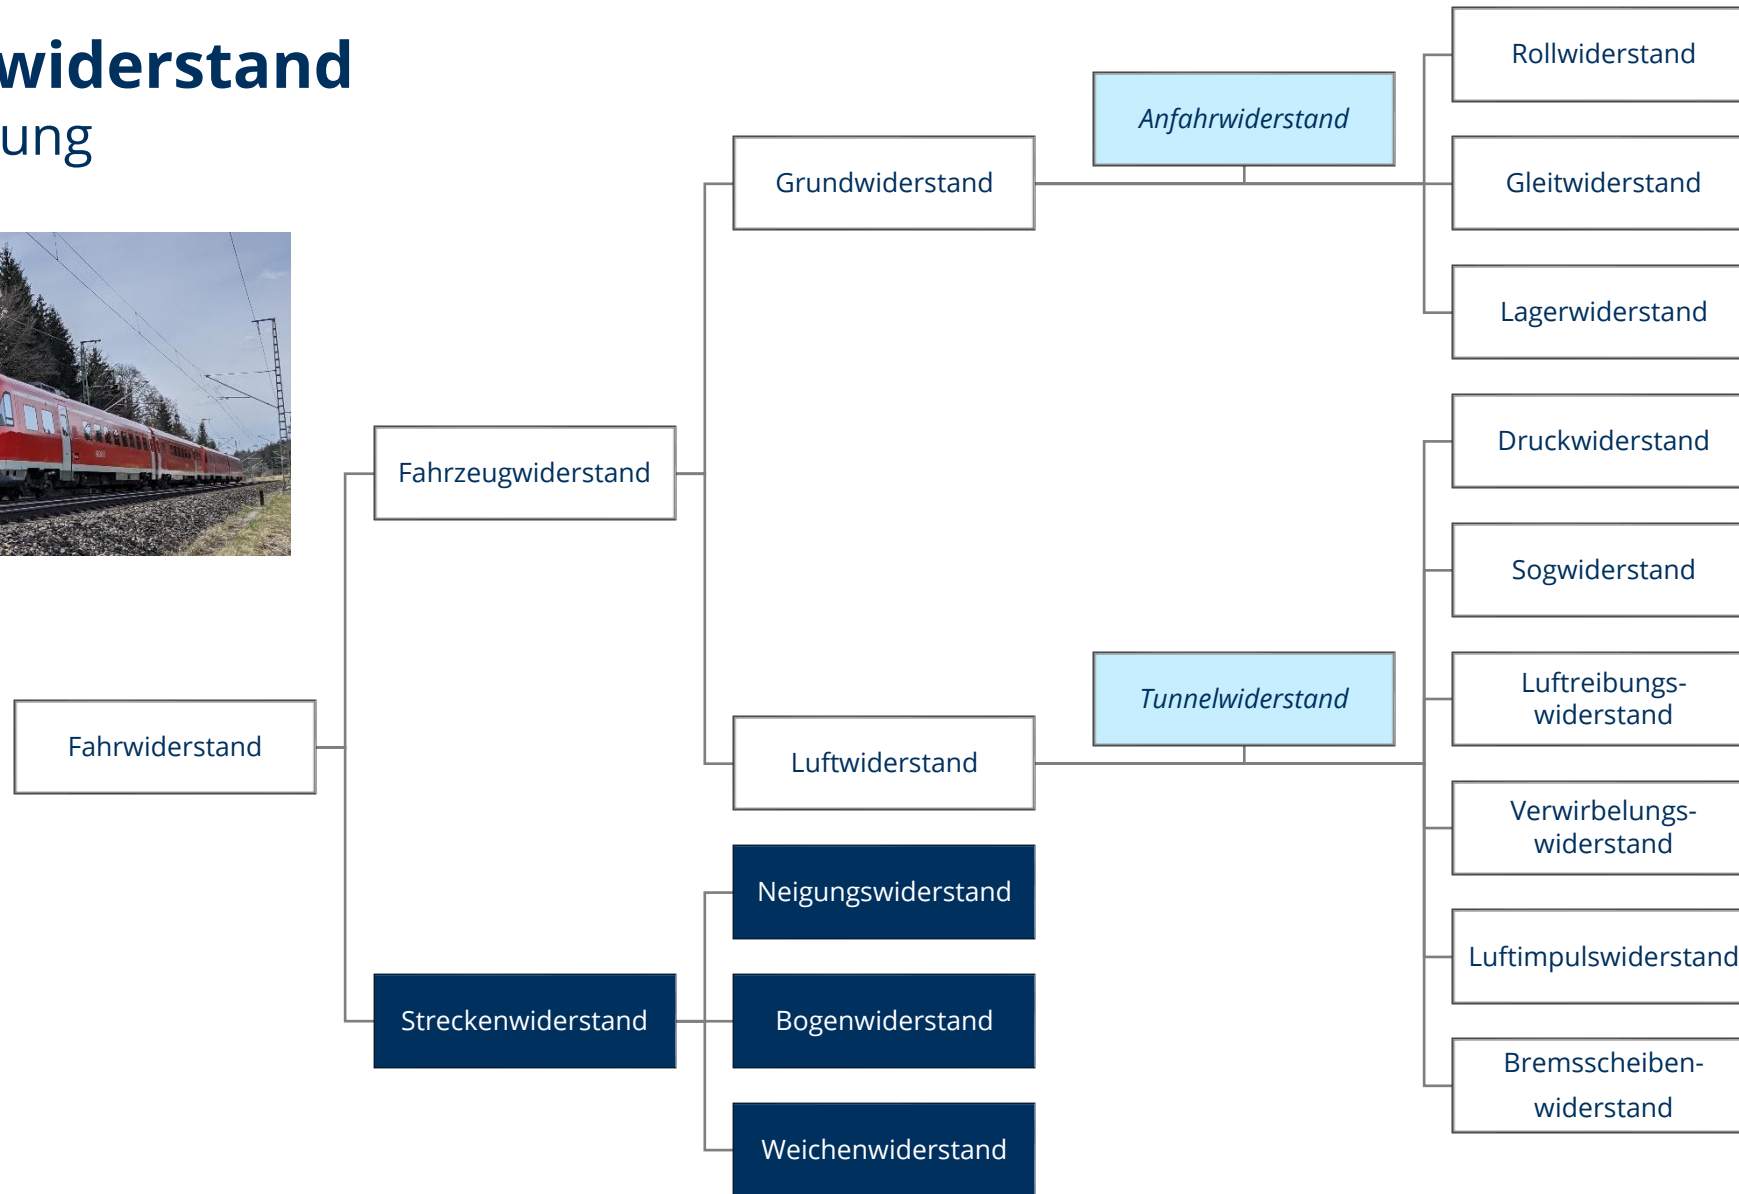 widerstand
ung
Rollwiderstand
Anfahrwiderstand
Grundwiderstand
Gleitwiderstand
Lagerwiderstand
Druckwiderstand
Fahrzeugwiderstand
Sogwiderstand
Tunnelwiderstand
Luftreibungs-
widerstand
Fahrwiderstand
Luftwiderstand
Verwirbelungs-
widerstand
Neigungswiderstand
Luftimpulswiderstand
Streckenwiderstand
Bogenwiderstand
Bremsscheiben-
widerstand
Weichenwiderstand